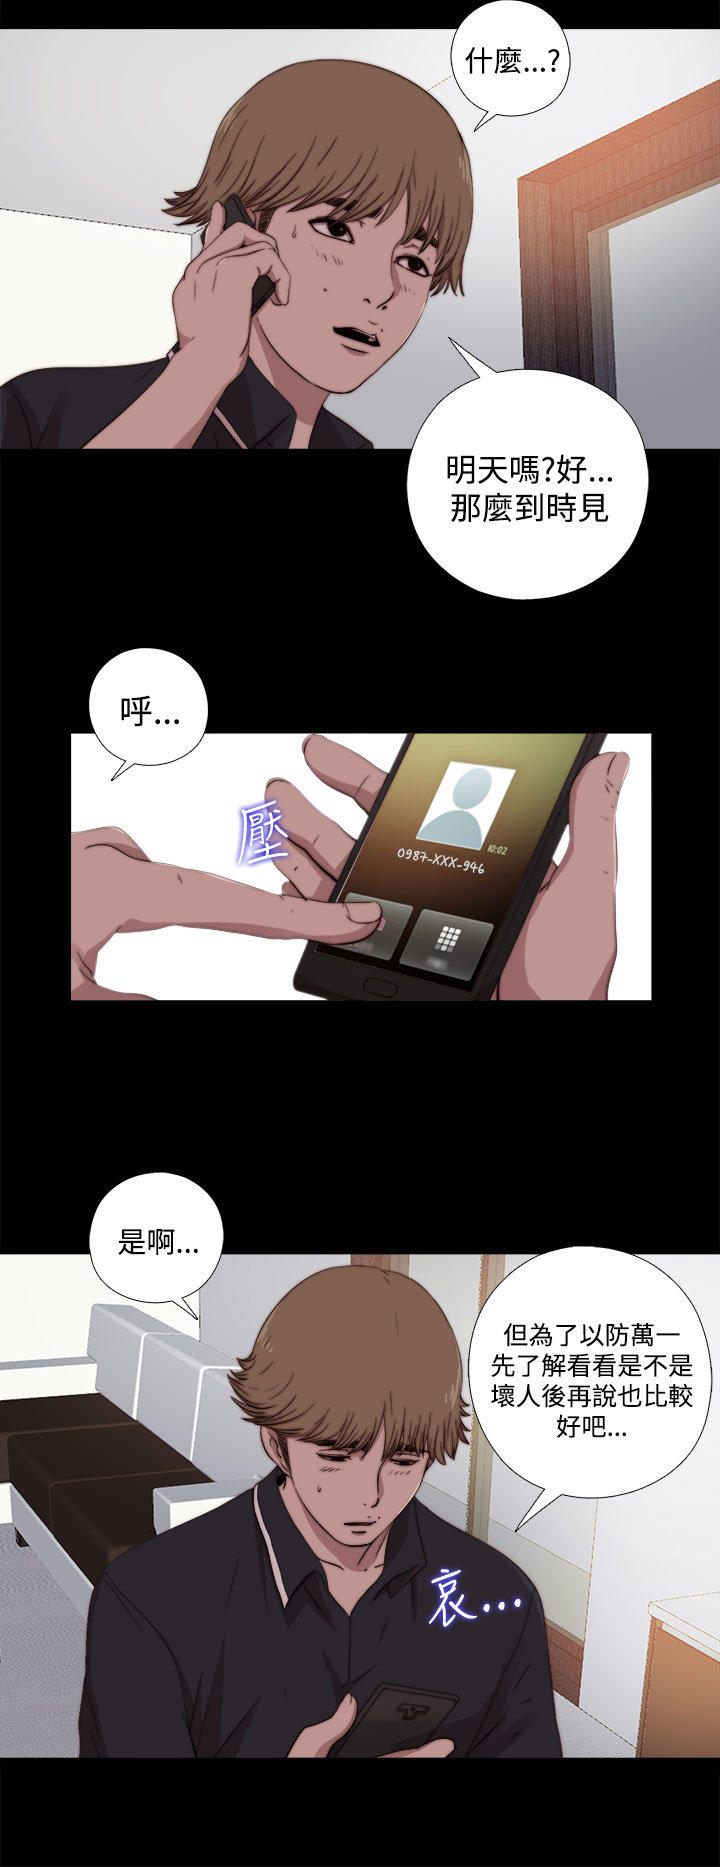 什麼...?
明天嗎?好...
那麼到時見
呼...
壓
10:02
0987-XXX-946
是啊...
但為了以防萬一
先了解看看是不是
壞人後再說也比較
好吧...
哀...